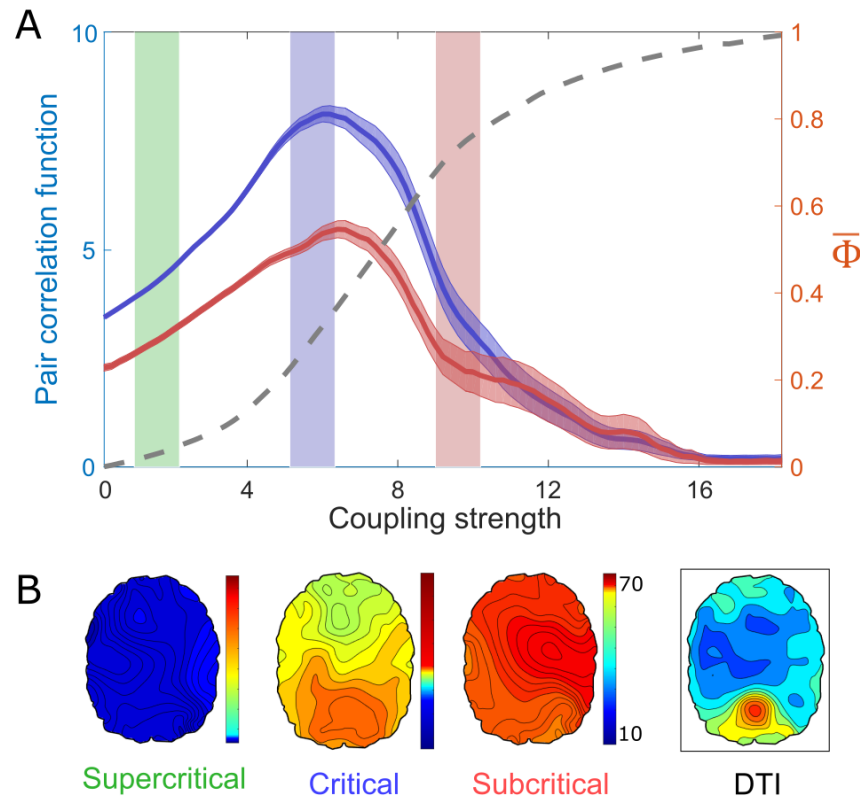 A
Pair correlation function
10
5
0
1
0.8
0.6
0.4
0.2
0
Φ̅
0 4 8 12 16
Coupling strength
B
70
10
Supercritical Critical Subcritical DTI